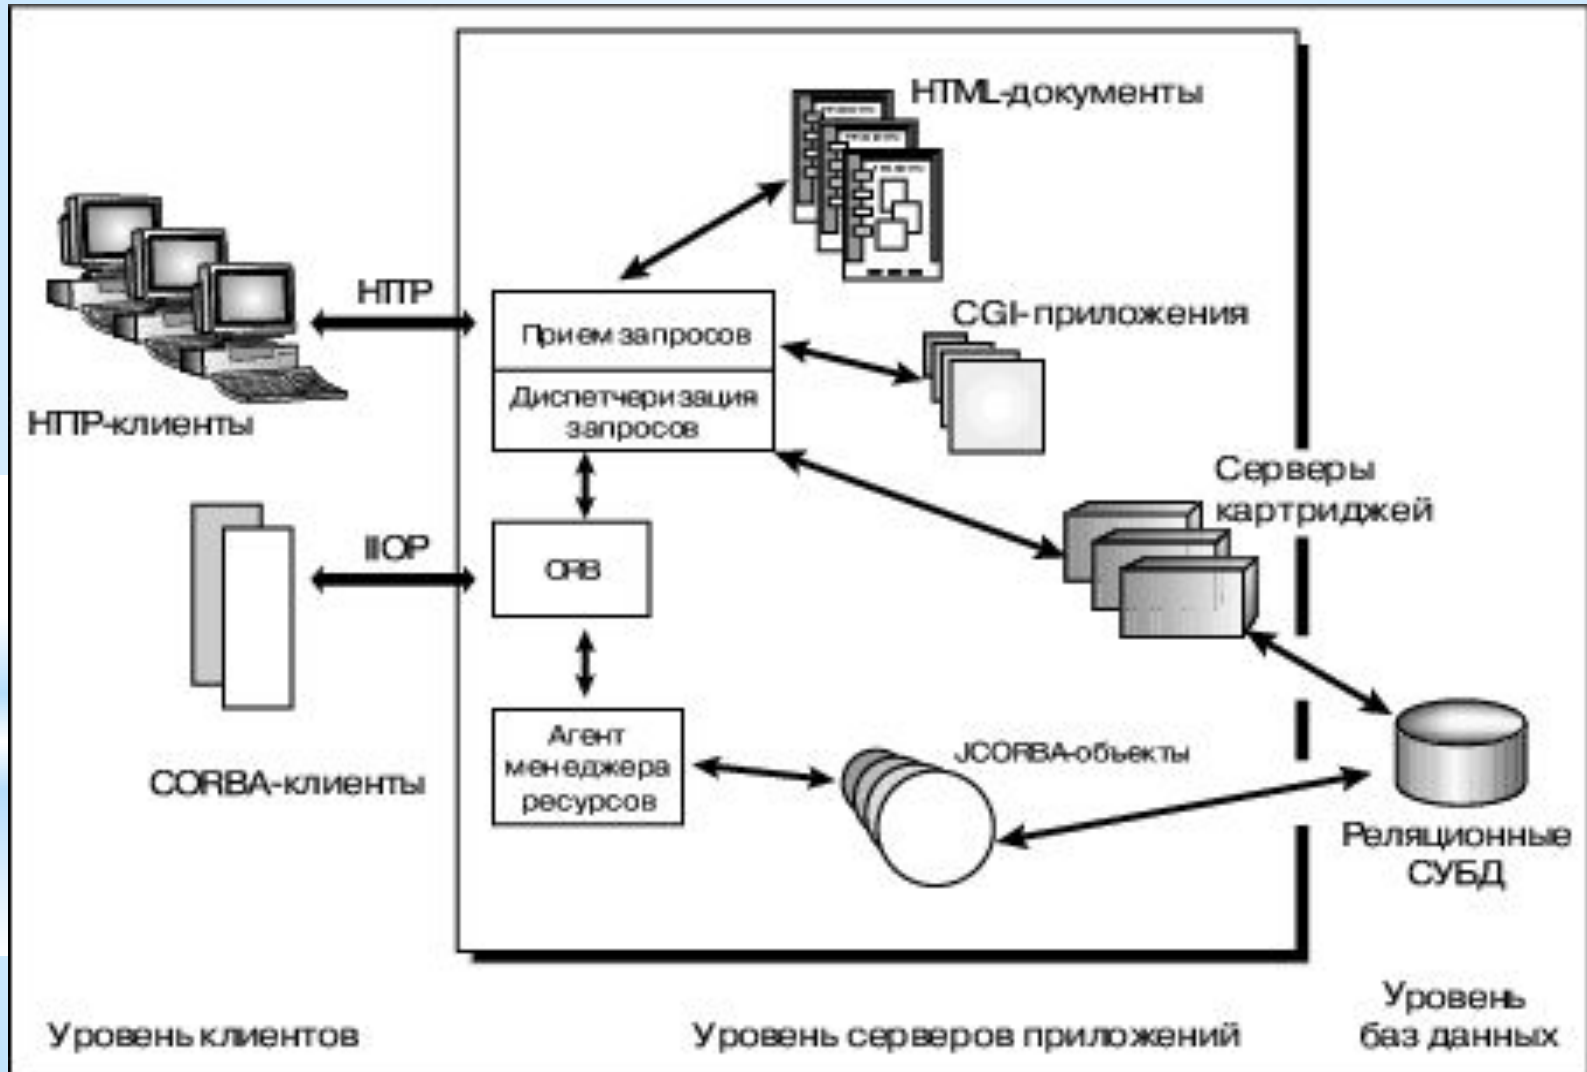 HTML-документы
HTTP
Прием запросов
CGI-приложения
Диспетчеризация
запросов
HTTP-клиенты
Серверы
картриджей
IIOP
ORB
Агент
менеджера
ресурсов
JCORBA-объекты
CORBA-клиенты
Реляционные
СУБД
Уровень клиентов
Уровень серверов приложений
Уровень
баз данных